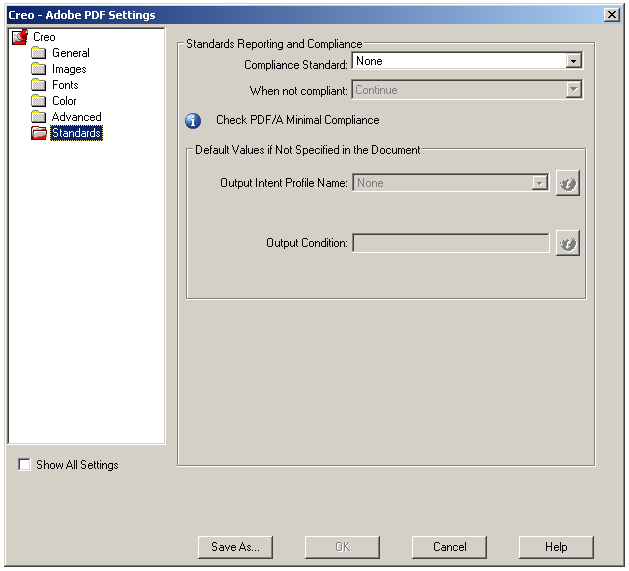 Creo - Adobe PDF Settings
Creo
General
Images
Fonts
Color
Advanced
Standards
Show All Settings
Standards Reporting and Compliance
Compliance Standard: None
When not compliant: Continue
Check PDF/A Minimal Compliance
Default Values if Not Specified in the Document
Output Intent Profile Name: None
Output Condition:
Save As... OK Cancel Help